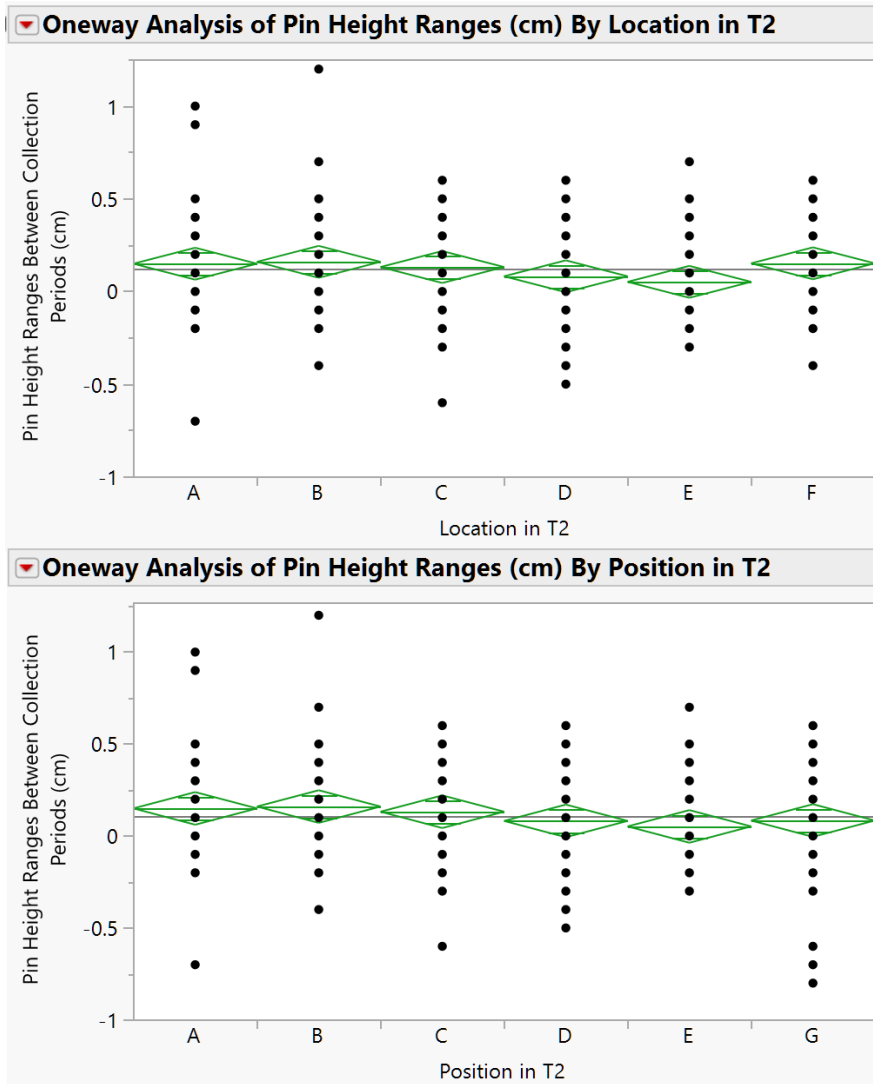 Oneway Analysis of Pin Height Ranges (cm) By Location in T2
Pin Height Ranges Between Collection
Periods (cm)
1
0.5
0
-0.5
-1
A B C D E F
Location in T2
Oneway Analysis of Pin Height Ranges (cm) By Position in T2
Pin Height Ranges Between Collection
Periods (cm)
1
0.5
0
-0.5
-1
A B C D E G
Position in T2